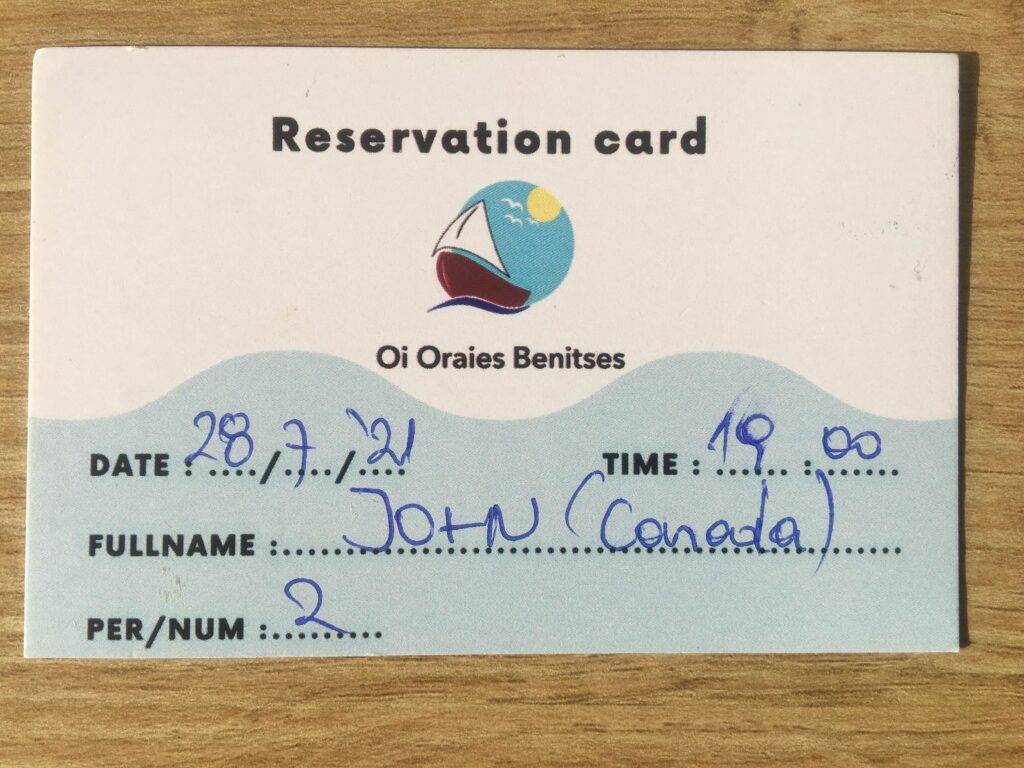 Reservation card
Oi Oraies Benitses
DATE : 28/7/'21 TIME : 19 : 00
FULLNAME : JOHN (Canada)
PER/NUM : 2